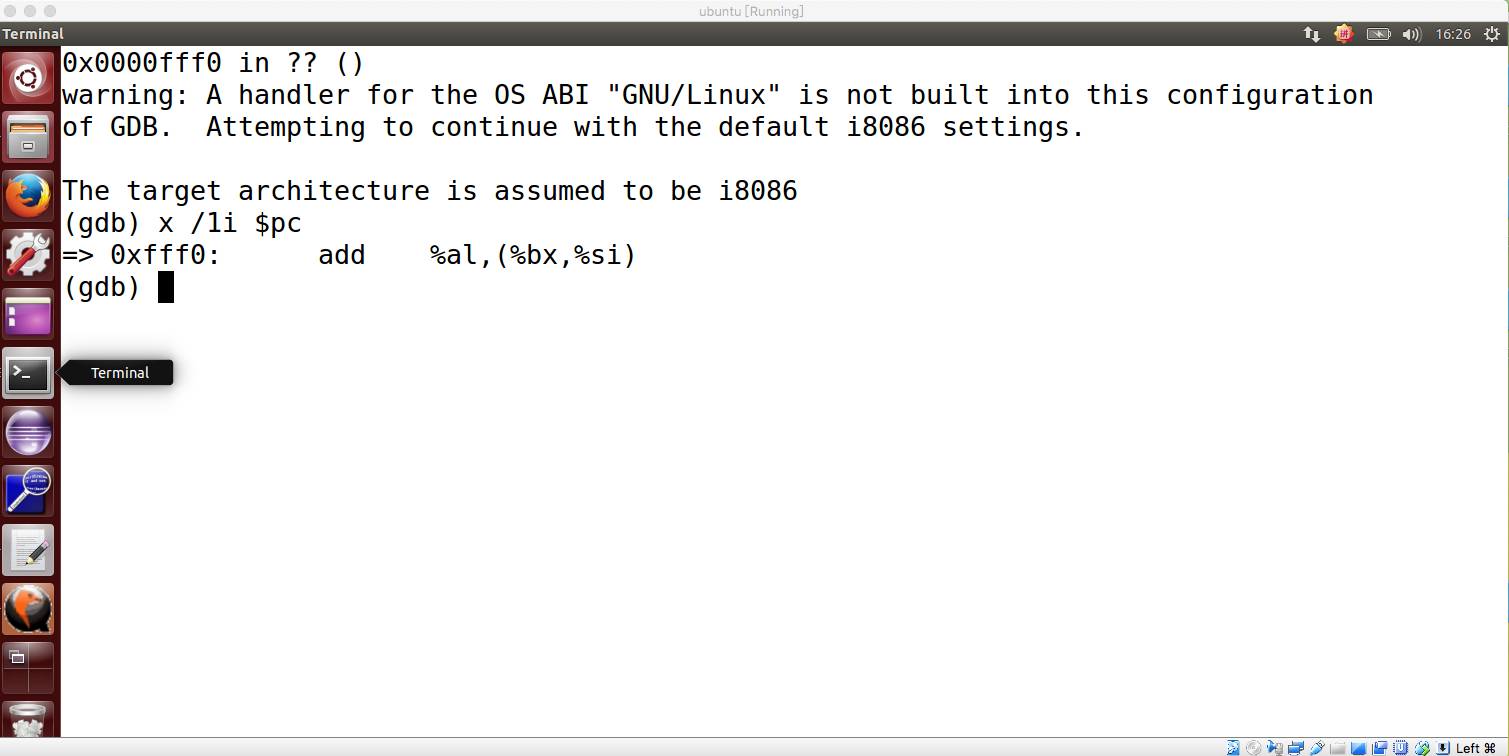 ubuntu [Running]
Terminal
16:26
0x0000fff0 in ?? ()
warning: A handler for the OS ABI "GNU/Linux" is not built into this configuration
of GDB.  Attempting to continue with the default i8086 settings.
The target architecture is assumed to be i8086
(gdb) x /1i $pc
=> 0xfff0:      add    %al,(%bx,%si)
(gdb)
Terminal
Left ⌘